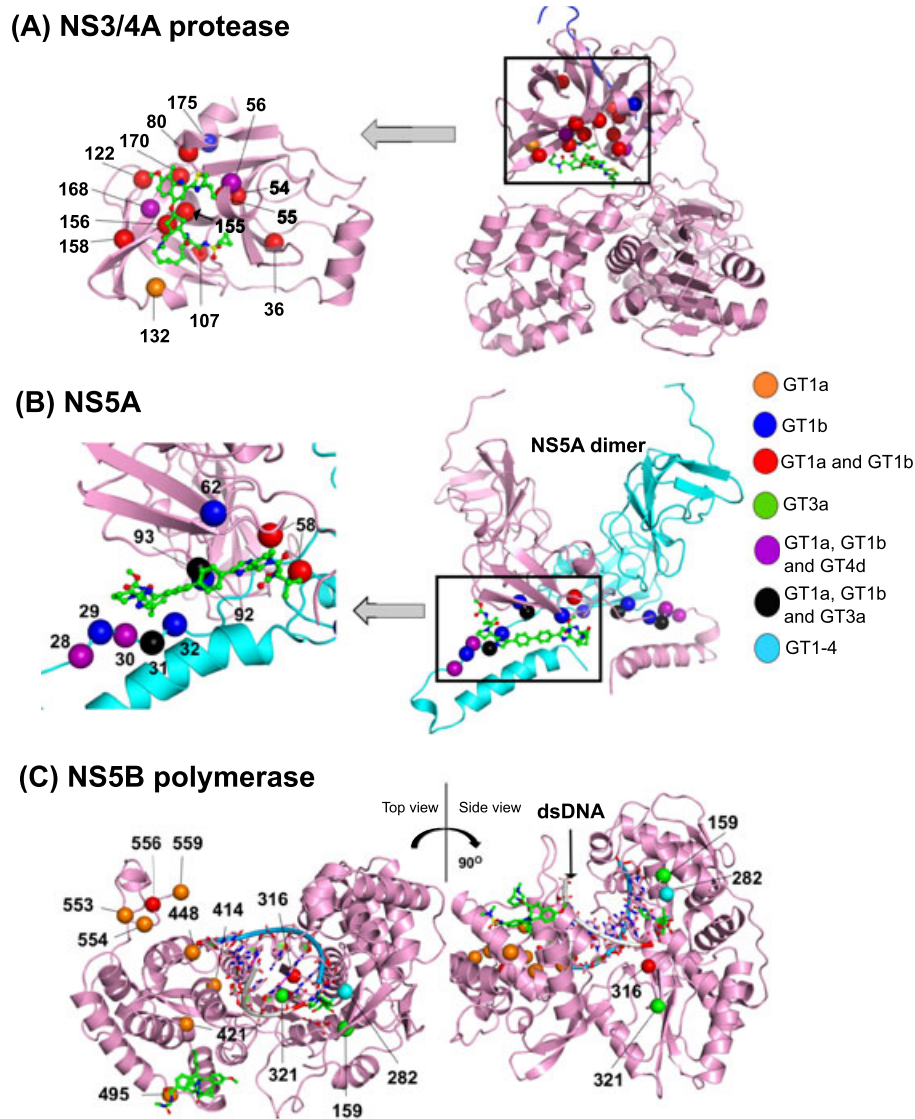 (A) NS3/4A protease
175
56
80
170
122
54
168
55
155
156
158
36
132
107
(B) NS5A
NS5A dimer
GT1a
GT1b
GT1a and GT1b
GT3a
GT1a, GT1b
and GT4d
GT1a, GT1b
and GT3a
GT1-4
62
58
93
92
29
28
30
32
31
(C) NS5B polymerase
Top view
Side view
90O
dsDNA
159
282
316
321
556
559
553
448
414
316
554
421
495
321
282
159